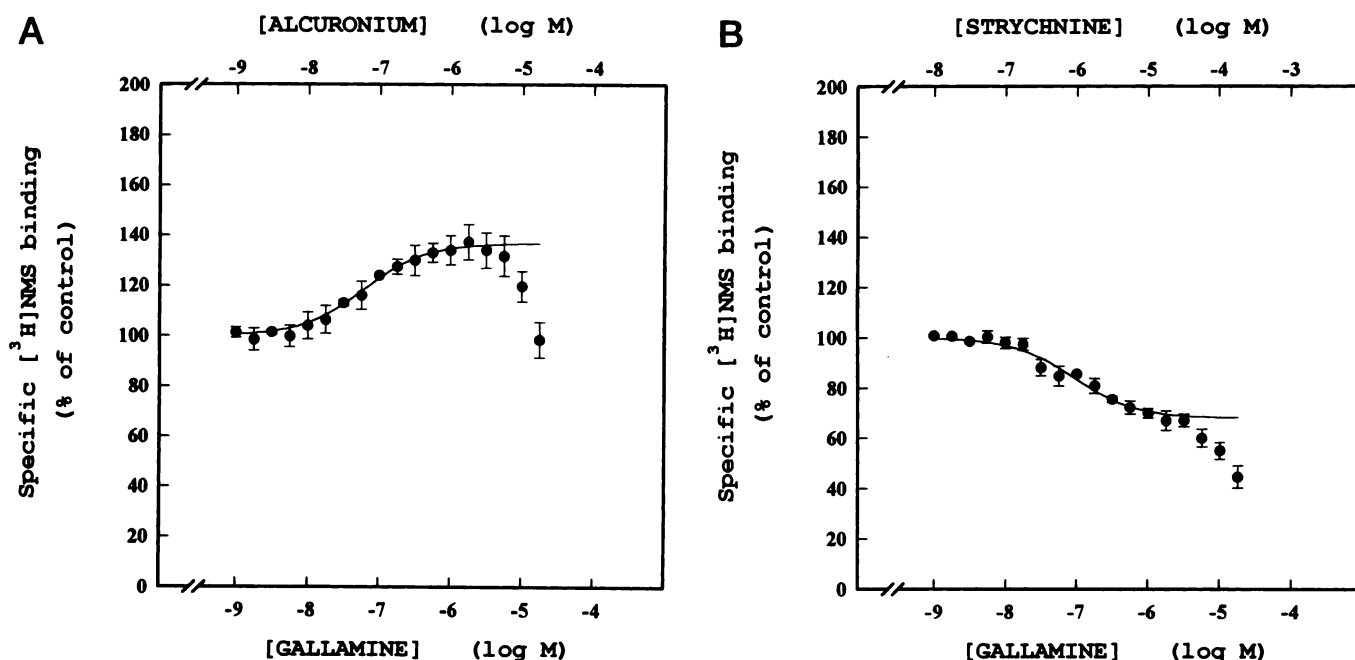 A
[ALCURONIUM] (log M)
-9 -8 -7 -6 -5 -4
200
180
160
140
120
100
80
60
40
20
0
Specific [³H]NMS binding
(% of control)
-9 -8 -7 -6 -5 -4
[GALLAMINE] (log M)
B
[STRYCHNINE] (log M)
-8 -7 -6 -5 -4 -3
200
180
160
140
120
100
80
60
40
20
0
Specific [³H]NMS binding
(% of control)
-9 -8 -7 -6 -5 -4
[GALLAMINE] (log M)